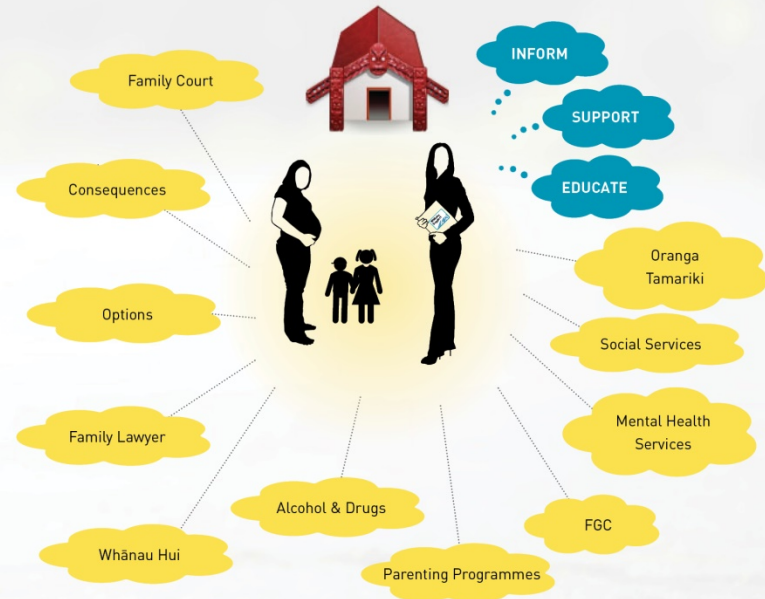 INFORM
Family Court
SUPPORT
Consequences
EDUCATE
Oranga
Tamariki
Options
Social Services
Mental Health
Services
Family Lawyer
Alcohol & Drugs
FGC
Whānau Hui
Parenting Programmes